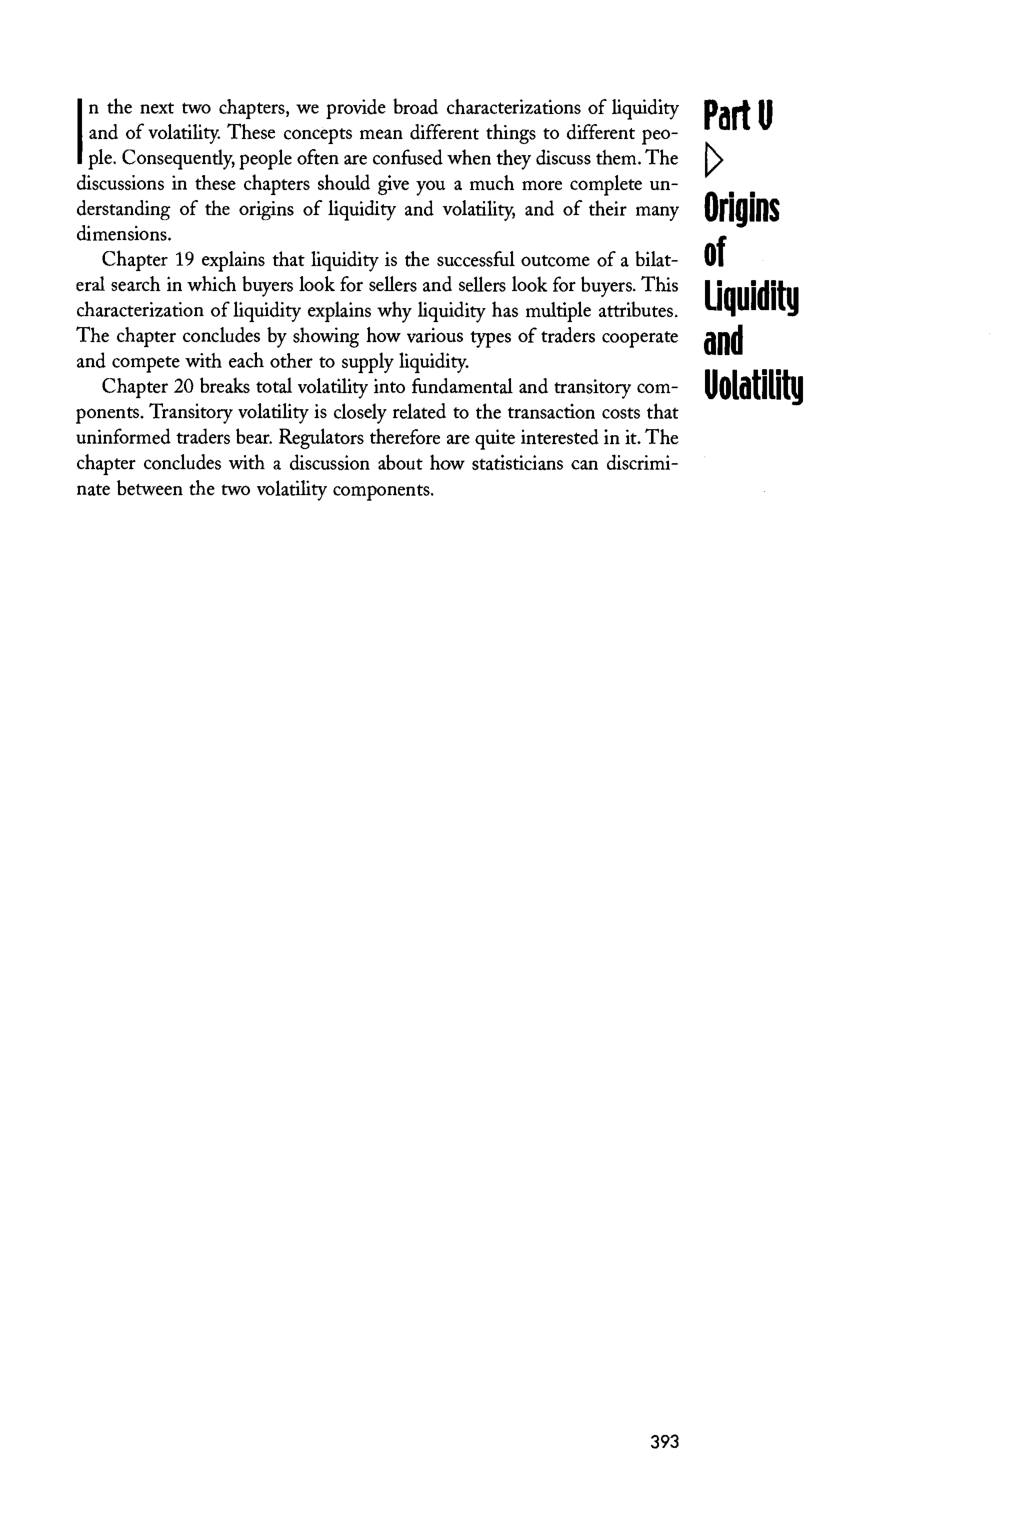 In the next two chapters, we provide broad characterizations of liquidity
and of volatility. These concepts mean different things to different peo-
ple. Consequently, people often are confused when they discuss them. The
discussions in these chapters should give you a much more complete un-
derstanding of the origins of liquidity and volatility, and of their many
dimensions.
Chapter 19 explains that liquidity is the successful outcome of a bilat-
eral search in which buyers look for sellers and sellers look for buyers. This
characterization of liquidity explains why liquidity has multiple attributes.
The chapter concludes by showing how various types of traders cooperate
and compete with each other to supply liquidity.
Chapter 20 breaks total volatility into fundamental and transitory com-
ponents. Transitory volatility is closely related to the transaction costs that
uninformed traders bear. Regulators therefore are quite interested in it. The
chapter concludes with a discussion about how statisticians can discrimi-
nate between the two volatility components.
Part V
▷
Origins
of
Liquidity
and
Volatility
393